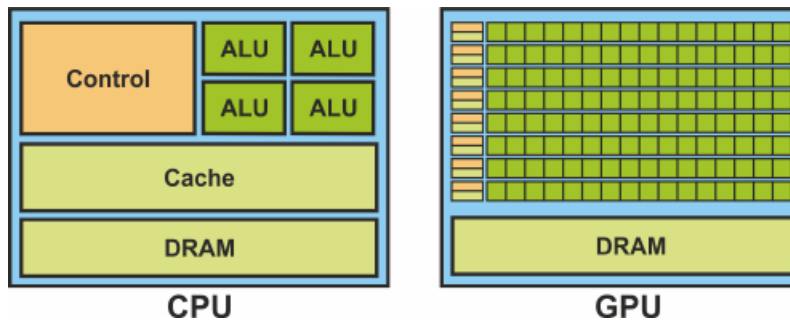 Control
ALU ALU
ALU ALU
Cache
DRAM
CPU
DRAM
GPU